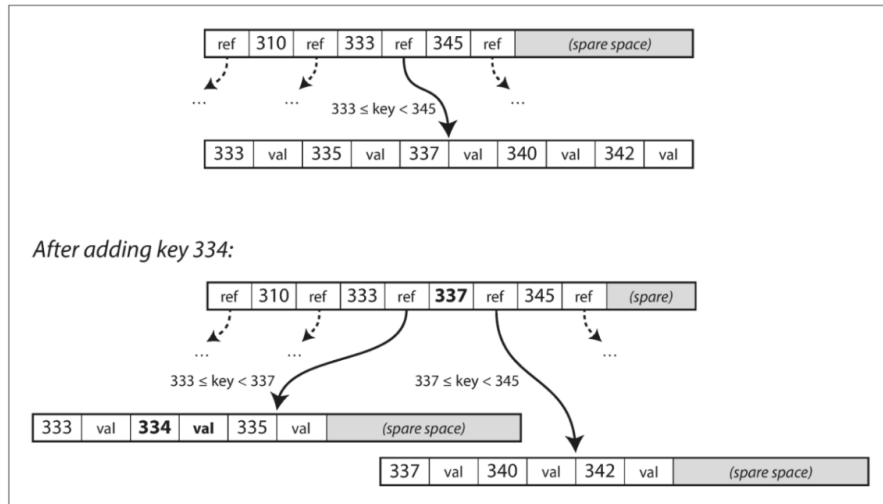 ref 310 ref 333 ref 345 ref (spare space)
... ... ...
333 ≤ key < 345
333 val 335 val 337 val 340 val 342 val
After adding key 334:
ref 310 ref 333 ref 337 ref 345 ref (spare)
... ... ...
333 ≤ key < 337 337 ≤ key < 345
333 val 334 val 335 val (spare space)
337 val 340 val 342 val (spare space)